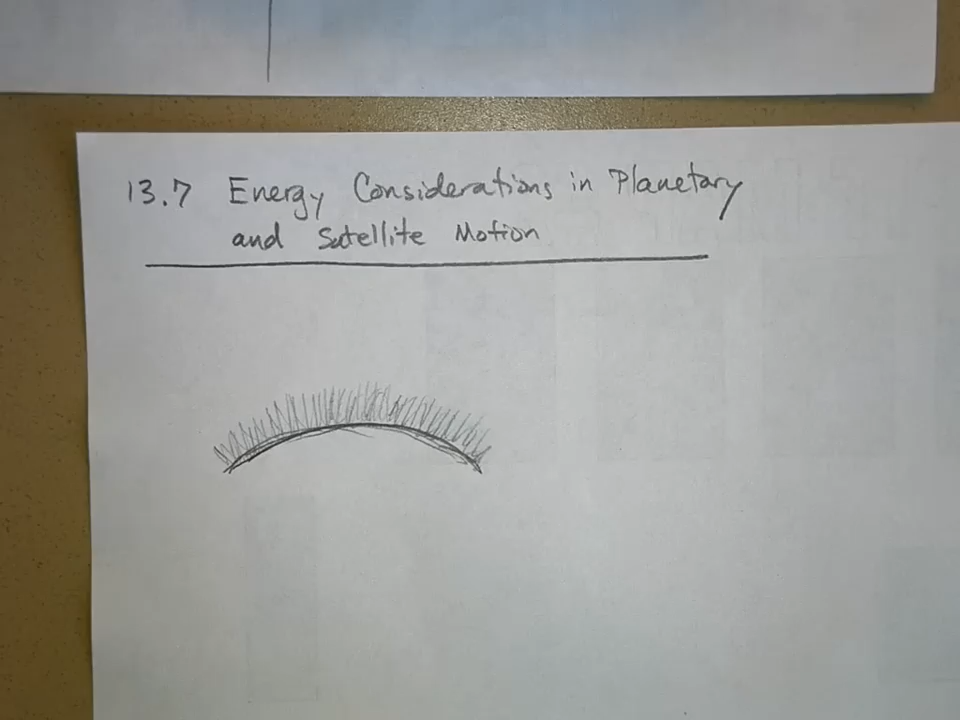 13.7 Energy Considerations in Planetary
and Satellite Motion